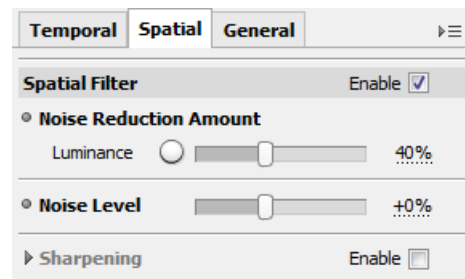 Temporal Spatial General
Spatial Filter Enable
Noise Reduction Amount
Luminance 40%
Noise Level +0%
Sharpening Enable